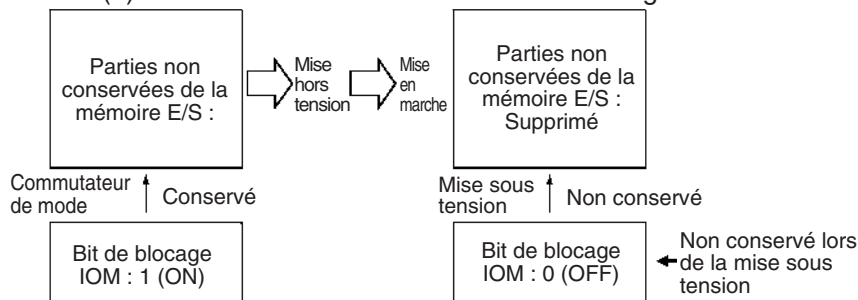 Parties non
conservées de la
mémoire E/S :
Mise
hors
tension
Mise
en
marche
Parties non
conservées de la
mémoire E/S :
Supprimé
Commutateur
de mode
Conservé
Mise sous
tension
Non conservé
Bit de blocage
IOM : 1 (ON)
Bit de blocage
IOM : 0 (OFF)
Non conservé lors
de la mise sous
tension